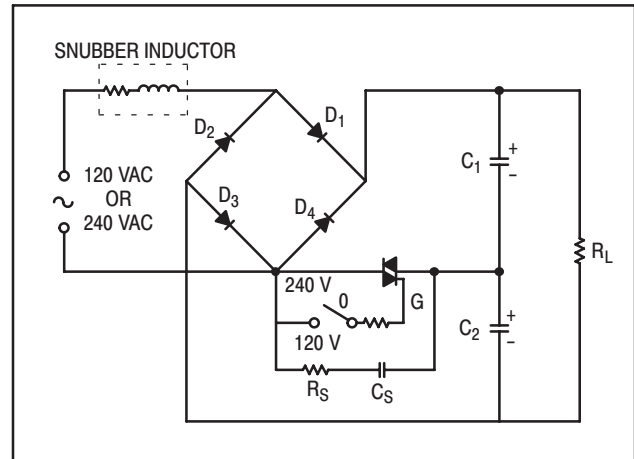 SNUBBER INDUCTOR
D1
D2
D3
D4
120 VAC
OR
240 VAC
C1
+
−
RL
240 V
0
G
120 V
C2
+
−
RS
CS